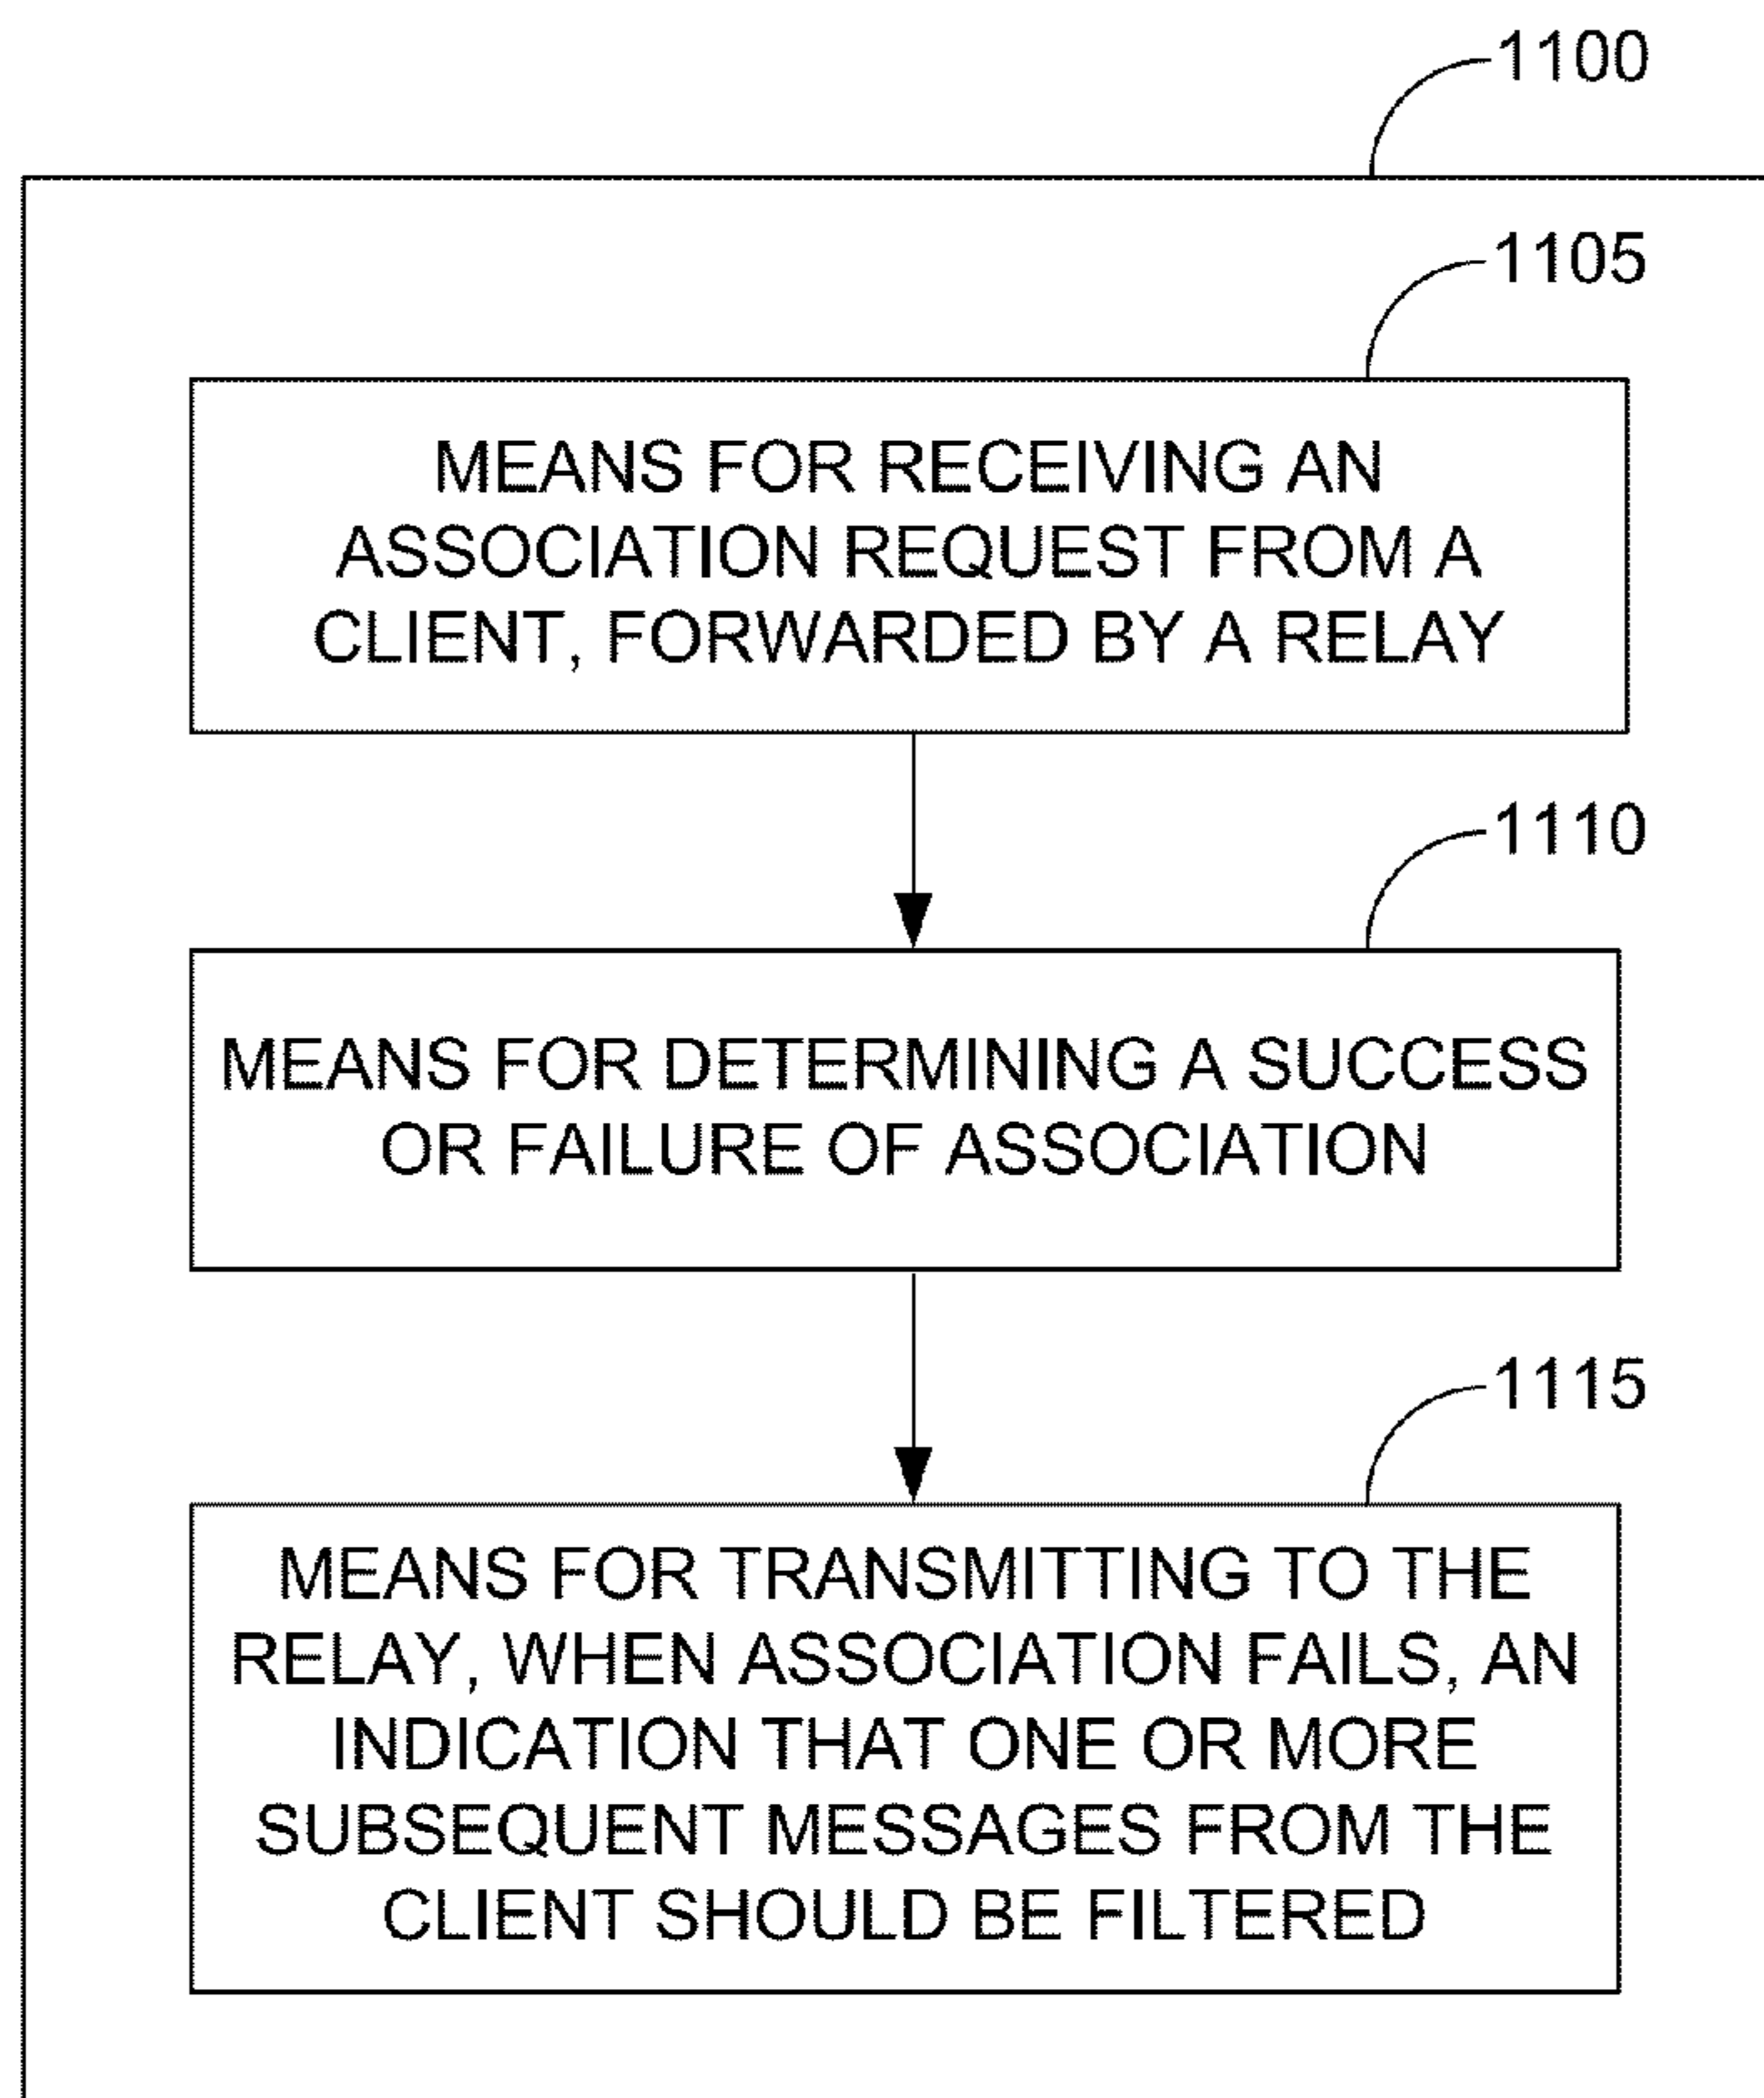 1100
1105
MEANS FOR RECEIVING AN
ASSOCIATION REQUEST FROM A
CLIENT, FORWARDED BY A RELAY
1110
MEANS FOR DETERMINING A SUCCESS
OR FAILURE OF ASSOCIATION
1115
MEANS FOR TRANSMITTING TO THE
RELAY, WHEN ASSOCIATION FAILS, AN
INDICATION THAT ONE OR MORE
SUBSEQUENT MESSAGES FROM THE
CLIENT SHOULD BE FILTERED